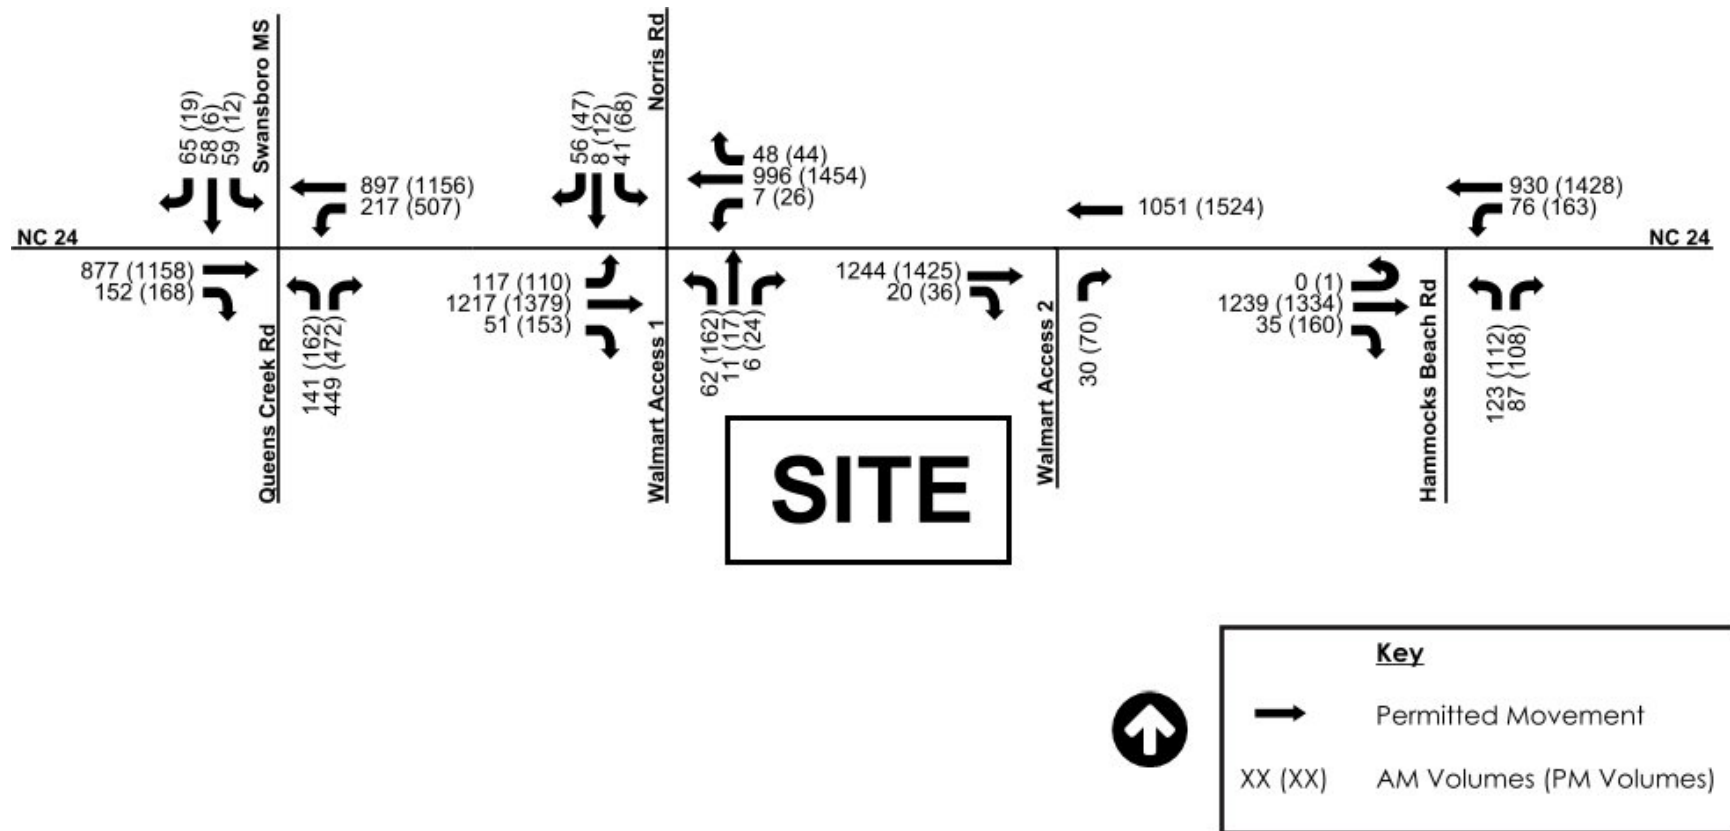 Swansboro MS
65 (19)
58 (6)
59 (12)
897 (1156)
217 (507)
NC 24
877 (1158)
152 (168)
Queens Creek Rd
141 (162)
449 (472)
Norris Rd
56 (47)
8 (12)
41 (68)
48 (44)
996 (1454)
7 (26)
117 (110)
1217 (1379)
51 (153)
Walmart Access 1
62 (162)
11 (17)
6 (24)
1051 (1524)
1244 (1425)
20 (36)
Walmart Access 2
30 (70)
930 (1428)
76 (163)
NC 24
0 (1)
1239 (1334)
35 (160)
Hammocks Beach Rd
123 (112)
87 (108)
SITE
Key
Permitted Movement
XX (XX) AM Volumes (PM Volumes)